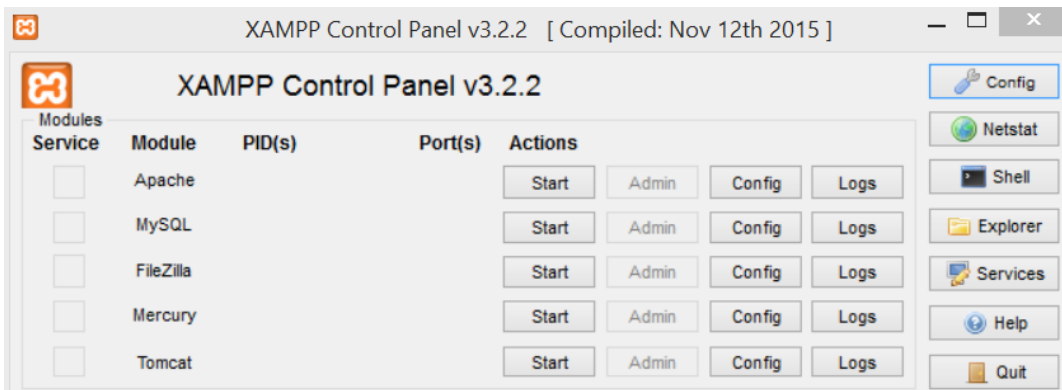 XAMPP Control Panel v3.2.2 [ Compiled: Nov 12th 2015 ]
XAMPP Control Panel v3.2.2
Config
Modules
Netstat
Service Module PID(s) Port(s) Actions
Apache Start Admin Config Logs
Shell
MySQL Start Admin Config Logs
Explorer
FileZilla Start Admin Config Logs
Services
Mercury Start Admin Config Logs
Help
Tomcat Start Admin Config Logs
Quit